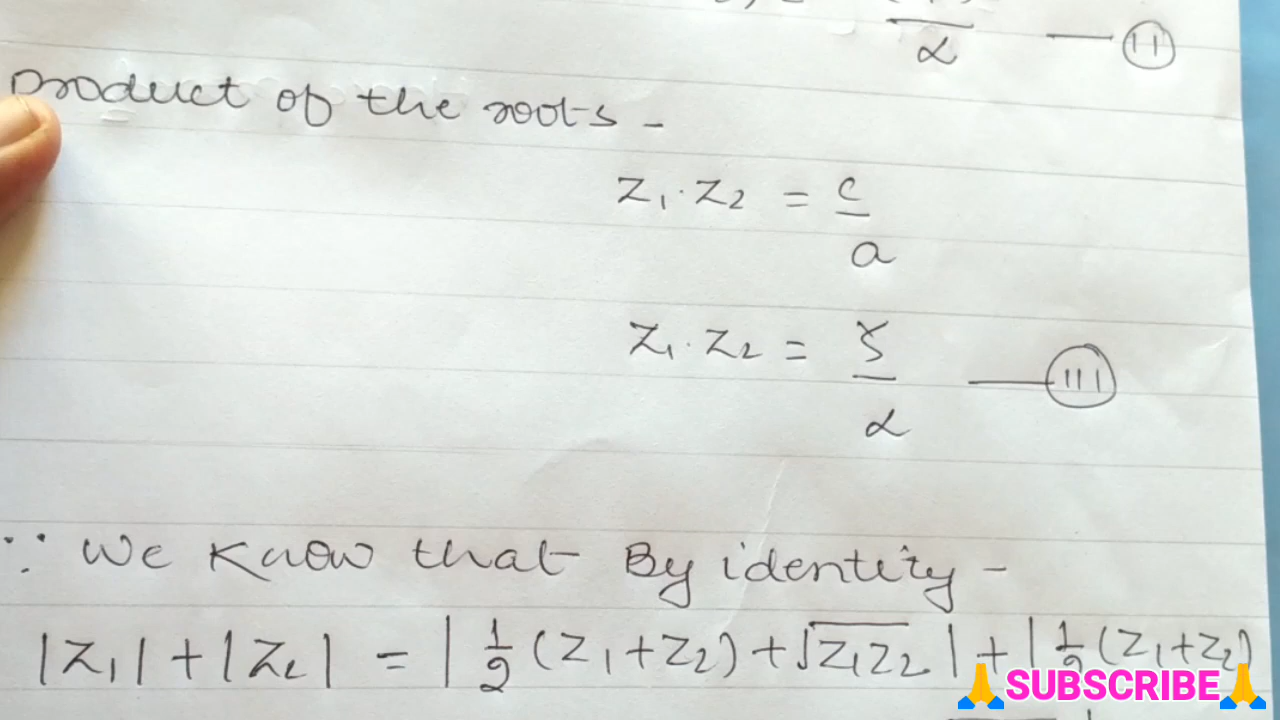 α — (II)
Product of the roots -
Z₁·Z₂ = c/a
Z₁·Z₂ = ζ/α — (III)
∵ We Know that By identity -
|Z₁| + |Z₂| = |½(Z₁+Z₂) + √Z₁Z₂| + |½(Z₁+Z₂)
🙏SUBSCRIBE🙏